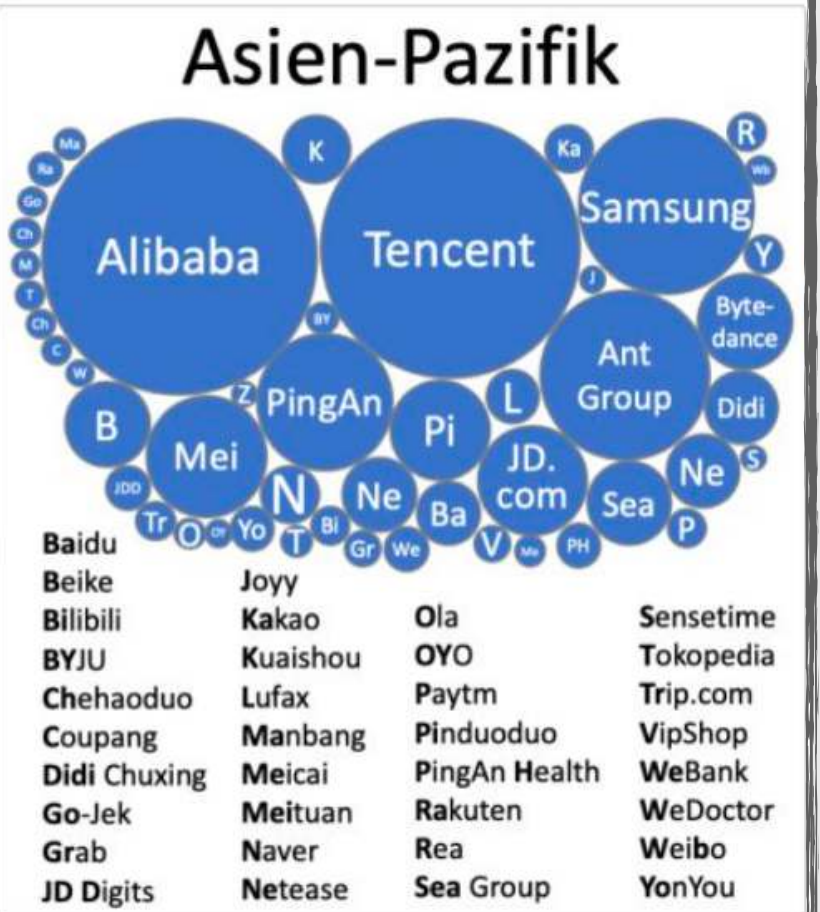 Asien-Pazifik
Ma
K
Ka
R
Ra
Wb
Go
Samsung
Ch
Alibaba
Tencent
Y
M
J
T
BY
Byte-
dance
Ch
Ant
Group
C
W
Z
PingAn
L
Didi
B
Pi
Mei
JD.
com
Ne
S
JDD
N
Ne
Ba
Sea
Tr
O
OY
Yo
T
Bi
Gr
We
V
Me
PH
P
Baidu
Beike
Bilibili
BYJU
Chehaoduo
Coupang
Didi Chuxing
Go-Jek
Grab
JD Digits
Joyy
Kakao
Kuaishou
Lufax
Manbang
Meicai
Meituan
Naver
Netease
Ola
OYO
Paytm
Pinduoduo
PingAn Health
Rakuten
Rea
Sea Group
Sensetime
Tokopedia
Trip.com
VipShop
WeBank
WeDoctor
Weibo
YonYou